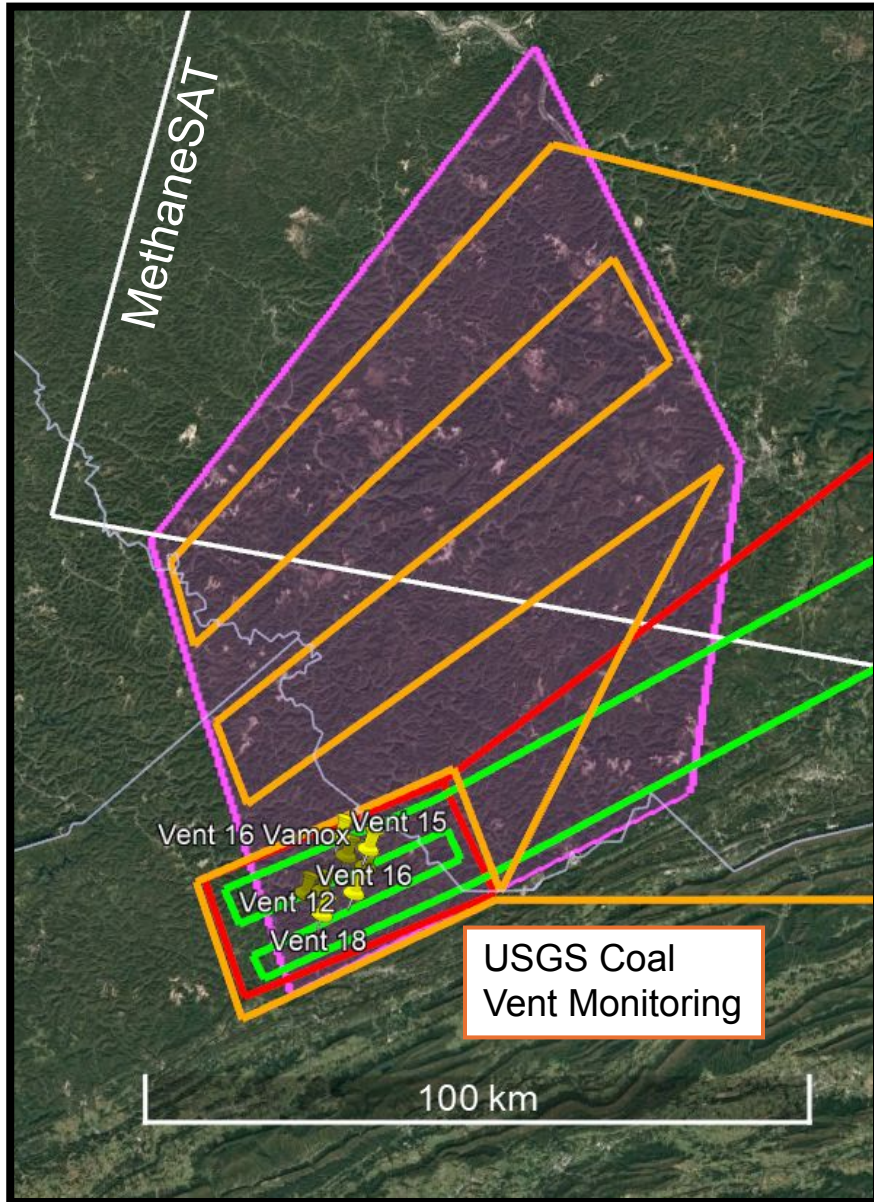 MethaneSAT
Vent 16 Vamox
Vent 15
Vent 16
Vent 12
Vent 18
USGS Coal
Vent Monitoring
100 km